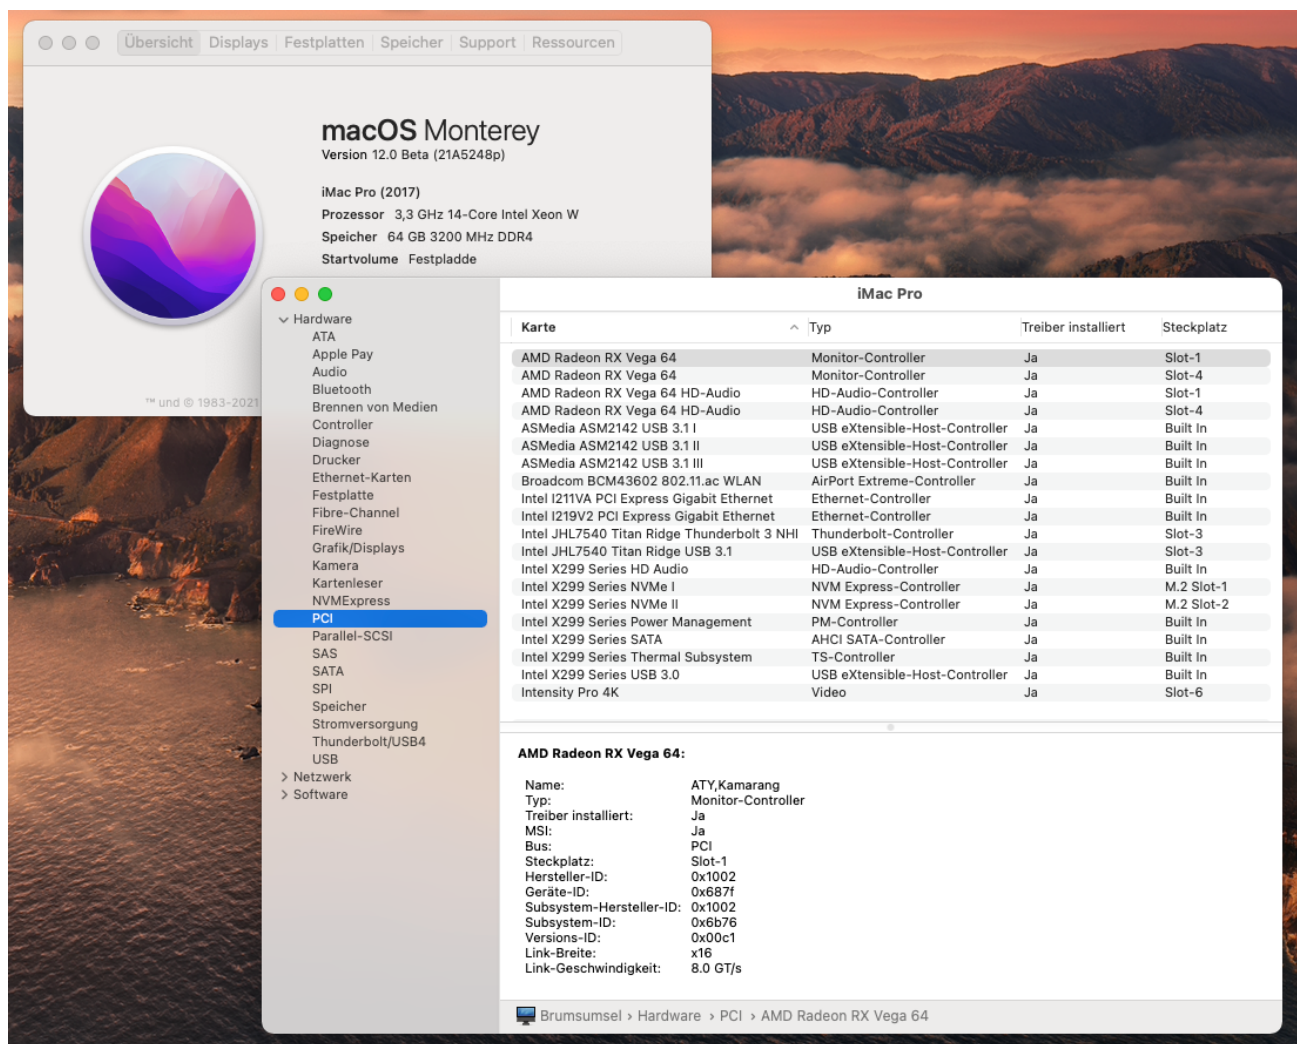 Übersicht Displays Festplatten Speicher Support Ressourcen
macOS Monterey
Version 12.0 Beta (21A5248p)
iMac Pro (2017)
Prozessor 3,3 GHz 14-Core Intel Xeon W
Speicher 64 GB 3200 MHz DDR4
Startvolume Festpladde
™ und © 1983-2021
iMac Pro
Hardware
ATA
Apple Pay
Audio
Bluetooth
Brennen von Medien
Controller
Diagnose
Drucker
Ethernet-Karten
Festplatte
Fibre-Channel
FireWire
Grafik/Displays
Kamera
Kartenleser
NVMExpress
PCI
Parallel-SCSI
SAS
SATA
SPI
Speicher
Stromversorgung
Thunderbolt/USB4
USB
Netzwerk
Software
Karte Typ Treiber installiert Steckplatz
AMD Radeon RX Vega 64 Monitor-Controller Ja Slot-1
AMD Radeon RX Vega 64 Monitor-Controller Ja Slot-4
AMD Radeon RX Vega 64 HD-Audio HD-Audio-Controller Ja Slot-1
AMD Radeon RX Vega 64 HD-Audio HD-Audio-Controller Ja Slot-4
ASMedia ASM2142 USB 3.1 I USB eXtensible-Host-Controller Ja Built In
ASMedia ASM2142 USB 3.1 II USB eXtensible-Host-Controller Ja Built In
ASMedia ASM2142 USB 3.1 III USB eXtensible-Host-Controller Ja Built In
Broadcom BCM43602 802.11.ac WLAN AirPort Extreme-Controller Ja Built In
Intel I211VA PCI Express Gigabit Ethernet Ethernet-Controller Ja Built In
Intel I219V2 PCI Express Gigabit Ethernet Ethernet-Controller Ja Built In
Intel JHL7540 Titan Ridge Thunderbolt 3 NHI Thunderbolt-Controller Ja Slot-3
Intel JHL7540 Titan Ridge USB 3.1 USB eXtensible-Host-Controller Ja Slot-3
Intel X299 Series HD Audio HD-Audio-Controller Ja Built In
Intel X299 Series NVMe I NVM Express-Controller Ja M.2 Slot-1
Intel X299 Series NVMe II NVM Express-Controller Ja M.2 Slot-2
Intel X299 Series Power Management PM-Controller Ja Built In
Intel X299 Series SATA AHCI SATA-Controller Ja Built In
Intel X299 Series Thermal Subsystem TS-Controller Ja Built In
Intel X299 Series USB 3.0 USB eXtensible-Host-Controller Ja Built In
Intensity Pro 4K Video Ja Slot-6
AMD Radeon RX Vega 64:
Name: ATY,Kamarang
Typ: Monitor-Controller
Treiber installiert: Ja
MSI: Ja
Bus: PCI
Steckplatz: Slot-1
Hersteller-ID: 0x1002
Geräte-ID: 0x687f
Subsystem-Hersteller-ID: 0x1002
Subsystem-ID: 0x6b76
Versions-ID: 0x00c1
Link-Breite: x16
Link-Geschwindigkeit: 8.0 GT/s
Brumsumsel › Hardware › PCI › AMD Radeon RX Vega 64